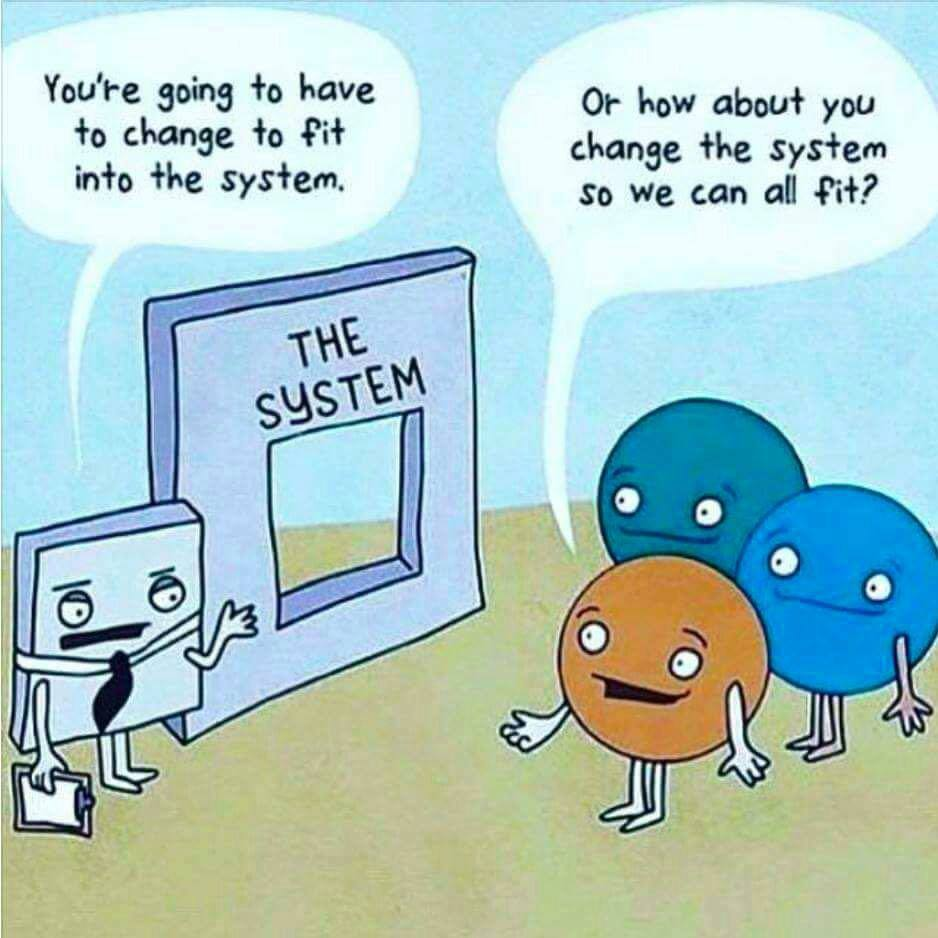 You're going to have
to change to fit
into the system.
Or how about you
change the system
so we can all fit?
THE
SYSTEM